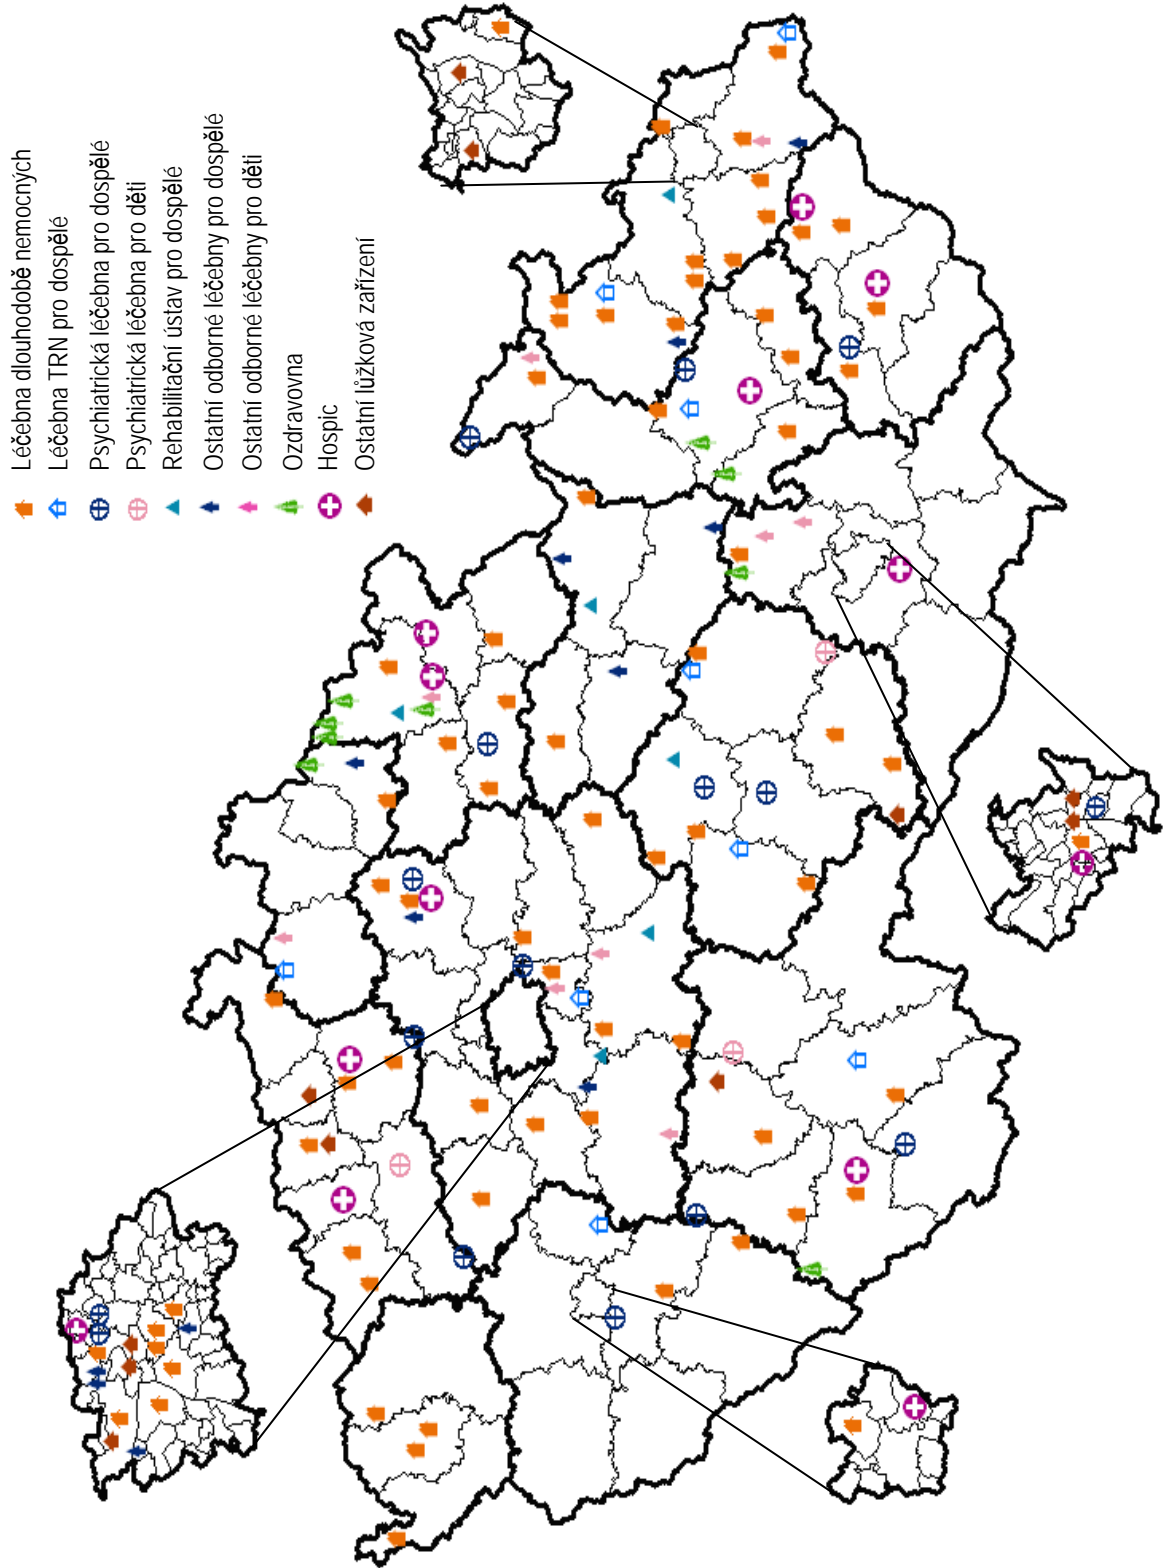 Léčebna dlouhodobě nemocných
Léčebna TRN pro dospělé
Psychiatrická léčebna pro dospělé
Psychiatrická léčebna pro děti
Rehabilitační ústav pro dospělé
Ostatní odborné léčebny pro dospělé
Ostatní odborné léčebny pro děti
Ozdravovna
Hospic
Ostatní lůžková zařízení